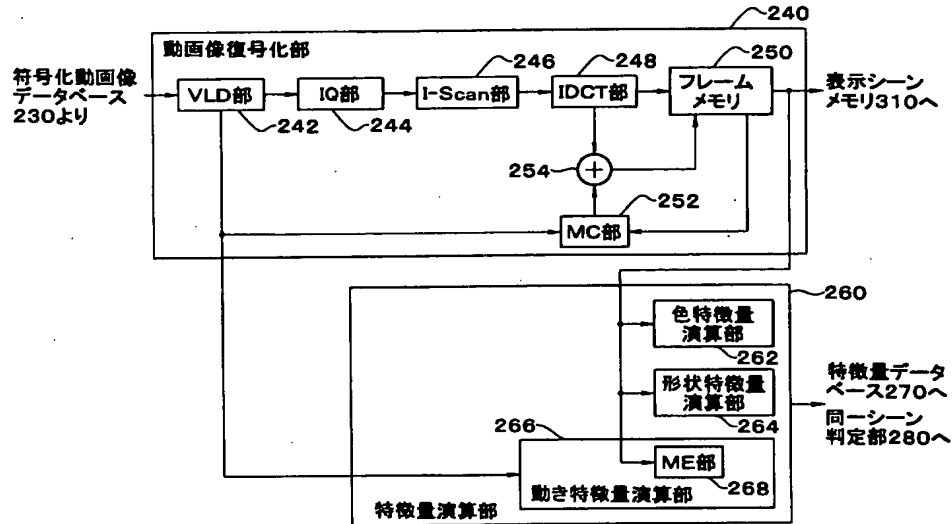 240
動画像復号化部
246
248
250
符号化動画像
データベース
230より
VLD部
IQ部
I-Scan部
IDCT部
フレーム
メモリ
表示シーン
メモリ310へ
242
244
254
+
252
MC部
260
色特徴量
演算部
262
形状特徴量
演算部
264
特徴量データ
ベース270へ
同一シーン
判定部280へ
266
ME部
268
動き特徴量演算部
特徴量演算部